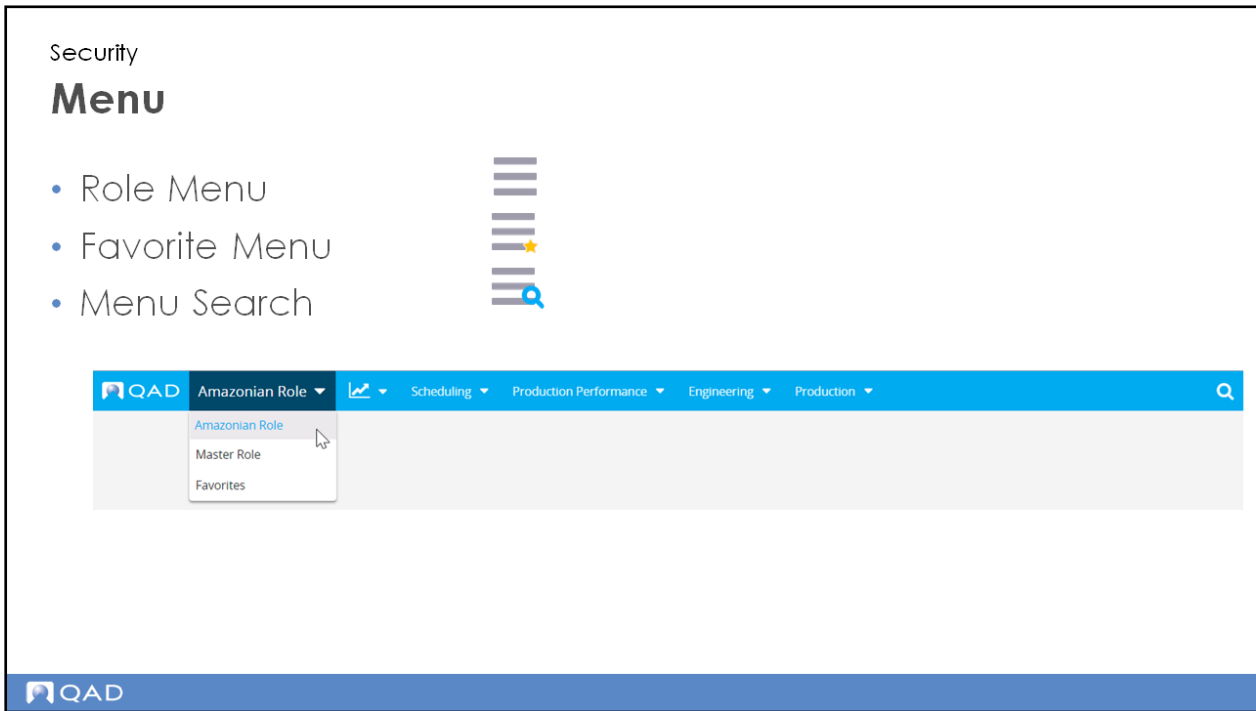 Security
Menu
• Role Menu
• Favorite Menu
• Menu Search
QAD Amazonian Role Scheduling Production Performance Engineering Production
Amazonian Role
Master Role
Favorites
QAD